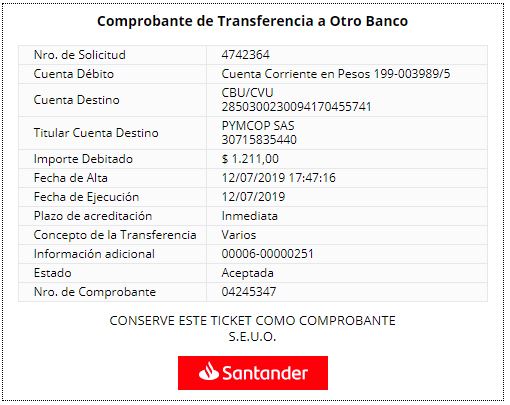 Comprobante de Transferencia a Otro Banco
Nro. de Solicitud 4742364
Cuenta Débito Cuenta Corriente en Pesos 199-003989/5
Cuenta Destino CBU/CVU
2850300230094170455741
Titular Cuenta Destino PYMCOP SAS
30715835440
Importe Debitado $ 1.211,00
Fecha de Alta 12/07/2019 17:47:16
Fecha de Ejecución 12/07/2019
Plazo de acreditación Inmediata
Concepto de la Transferencia Varios
Información adicional 00006-00000251
Estado Aceptada
Nro. de Comprobante 04245347
CONSERVE ESTE TICKET COMO COMPROBANTE
S.E.U.O.
Santander